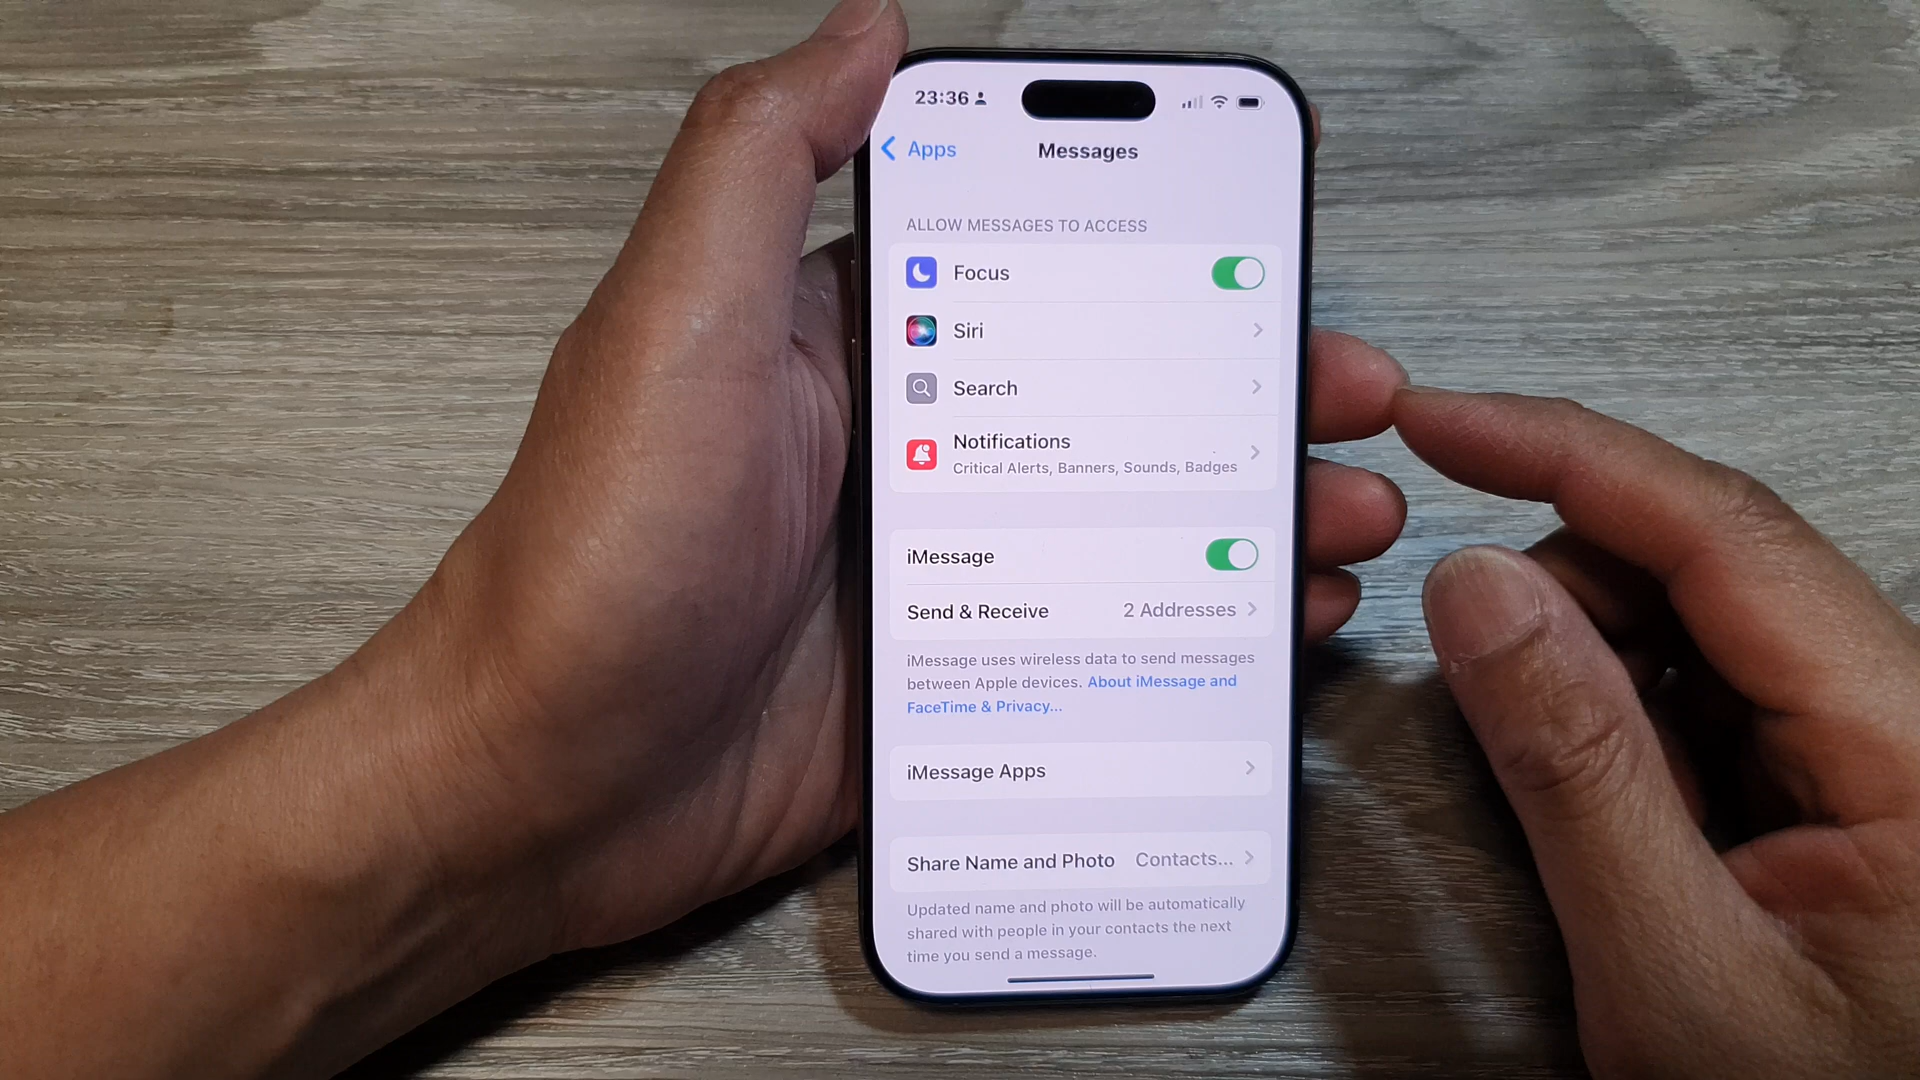 23:36
Apps
Messages
ALLOW MESSAGES TO ACCESS
Focus
Siri
Search
Notifications
Critical Alerts, Banners, Sounds, Badges
iMessage
Send & Receive 2 Addresses
iMessage uses wireless data to send messages
between Apple devices. About iMessage and
FaceTime & Privacy...
iMessage Apps
Share Name and Photo Contacts...
Updated name and photo will be automatically
shared with people in your contacts the next
time you send a message.